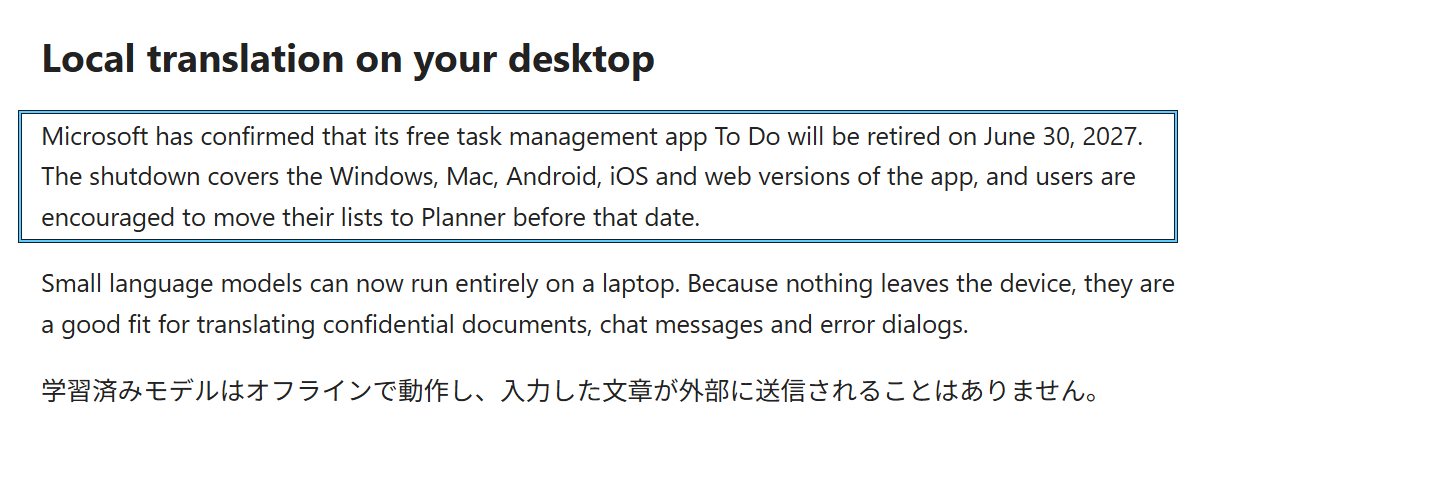 Local translation on your desktop
Microsoft has confirmed that its free task management app To Do will be retired on June 30, 2027.
The shutdown covers the Windows, Mac, Android, iOS and web versions of the app, and users are
encouraged to move their lists to Planner before that date.
Small language models can now run entirely on a laptop. Because nothing leaves the device, they are
a good fit for translating confidential documents, chat messages and error dialogs.
学習済みモデルはオフラインで動作し、入力した文章が外部に送信されることはありません。